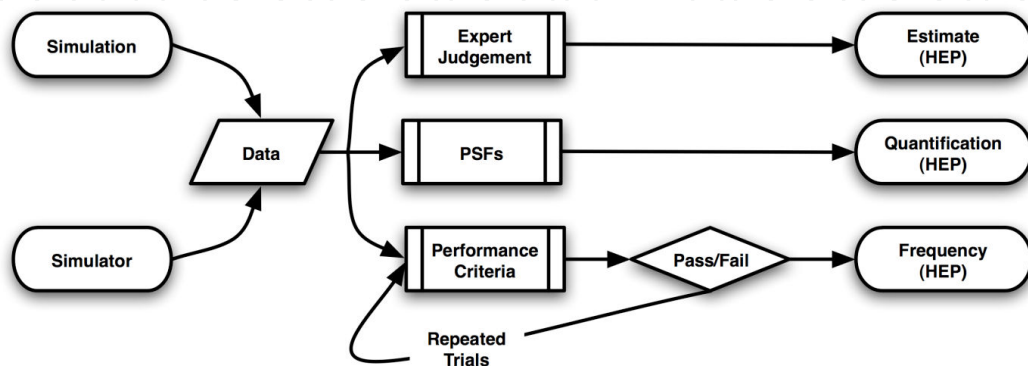 Simulation
Expert
Judgement
Estimate
(HEP)
Data
PSFs
Quantification
(HEP)
Simulator
Performance
Criteria
Pass/Fail
Frequency
(HEP)
Repeated
Trials